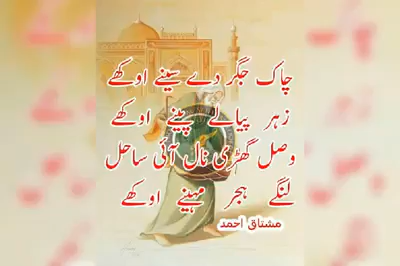 چاک جگر دے سینے اوکھے
زہر پیالے پینے اوکھے
وصل گھڑی نال آئی ساحل
لنگے ہجر مہینے اوکھے
مشتاق احمد